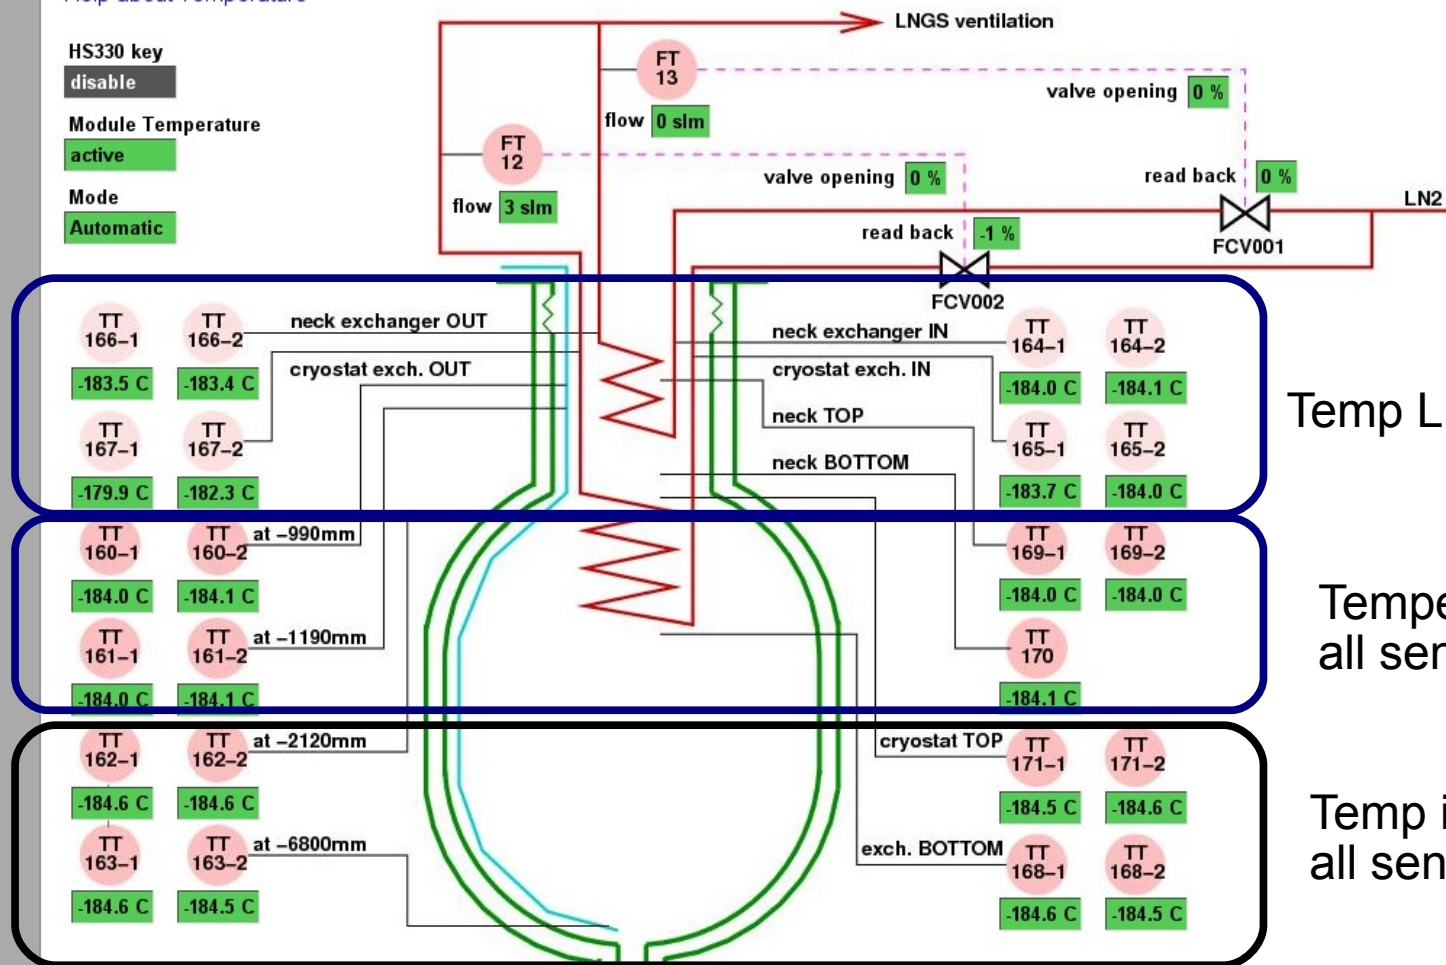 Help about Temperature
HS330 key
disable
Module Temperature
active
Mode
Automatic
LNGS ventilation
FT
13
flow 0 slm
valve opening 0 %
FT
12
flow 3 slm
valve opening 0 %
read back 0 %
read back -1 %
LN2
FCV001
FCV002
TT
166-1
TT
166-2
neck exchanger OUT
-183.5 C
-183.4 C
cryostat exch. OUT
TT
167-1
TT
167-2
-179.9 C
-182.3 C
neck exchanger IN
TT
164-1
TT
164-2
cryostat exch. IN
-184.0 C
-184.1 C
neck TOP
TT
165-1
TT
165-2
neck BOTTOM
-183.7 C
-184.0 C
Temp L
TT
160-1
TT
160-2
at -990mm
-184.0 C
-184.1 C
TT
161-1
TT
161-2
at -1190mm
-184.0 C
-184.1 C
TT
169-1
TT
169-2
-184.0 C
-184.0 C
TT
170
-184.1 C
Tempe
all sen
TT
162-1
TT
162-2
at -2120mm
-184.6 C
-184.6 C
TT
163-1
TT
163-2
at -6800mm
-184.6 C
-184.5 C
cryostat TOP
TT
171-1
TT
171-2
-184.5 C
-184.6 C
exch. BOTTOM
TT
168-1
TT
168-2
-184.6 C
-184.5 C
Temp i
all sen